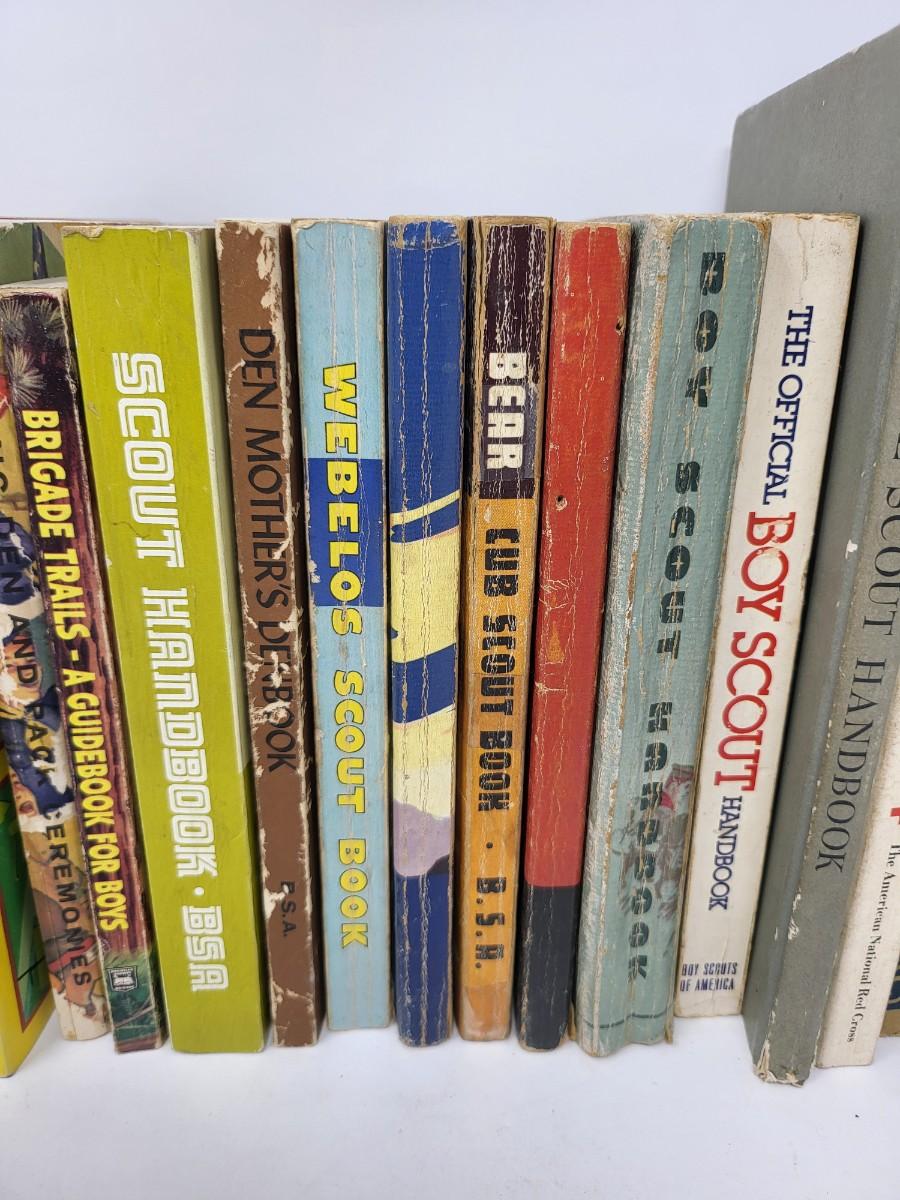 DEN AND PACK CEREMONIES
BRIGADE TRAILS - A GUIDEBOOK FOR BOYS
SCOUT HANDBOOK · BSA
DEN MOTHER'S DENBOOK
B.S.A.
WEBELOS SCOUT BOOK
BEAR CUB SCOUT BOOK · B.S.A.
BOY SCOUT HANDBOOK
THE OFFICIAL BOY SCOUT HANDBOOK
BOY SCOUTS
OF AMERICA
SCOUT HANDBOOK
The American National Red Cross